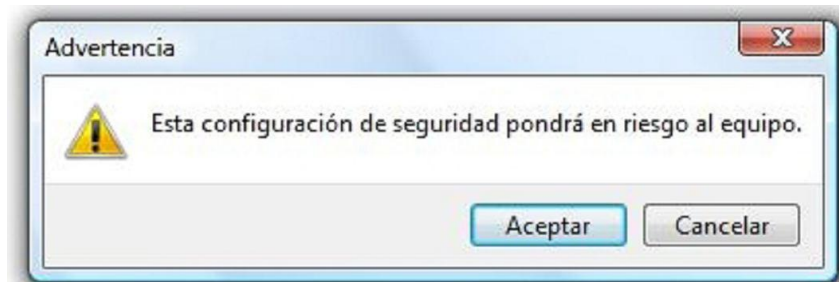 Advertencia
Esta configuración de seguridad pondrá en riesgo al equipo.
Aceptar
Cancelar